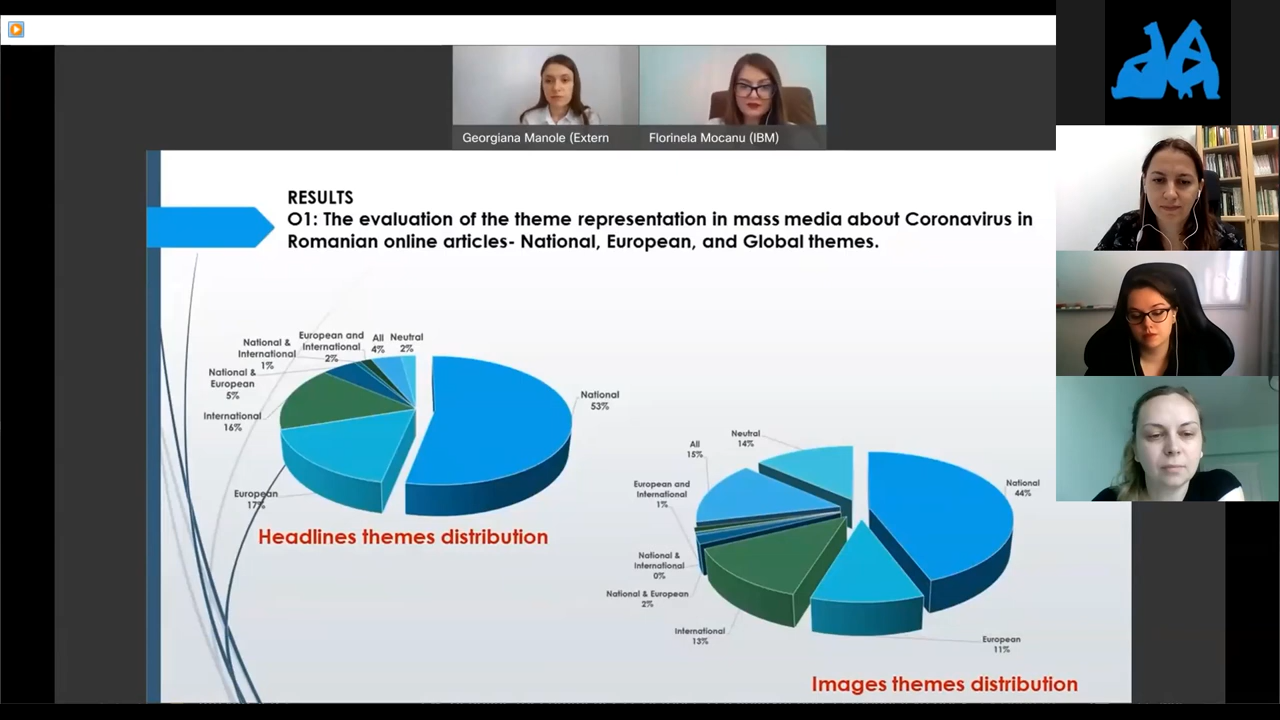 Georgiana Manole (Extern
Florinela Mocanu (IBM)
RESULTS
O1: The evaluation of the theme representation in mass media about Coronavirus in
Romanian online articles- National, European, and Global themes.
National &
International
1%
European and
International
2%
All
4%
Neutral
2%
National &
European
5%
International
16%
European
17%
National
53%
Headlines themes distribution
Neutral
14%
All
15%
European and
International
1%
National &
International
0%
National & European
2%
International
13%
National
44%
European
11%
Images themes distribution